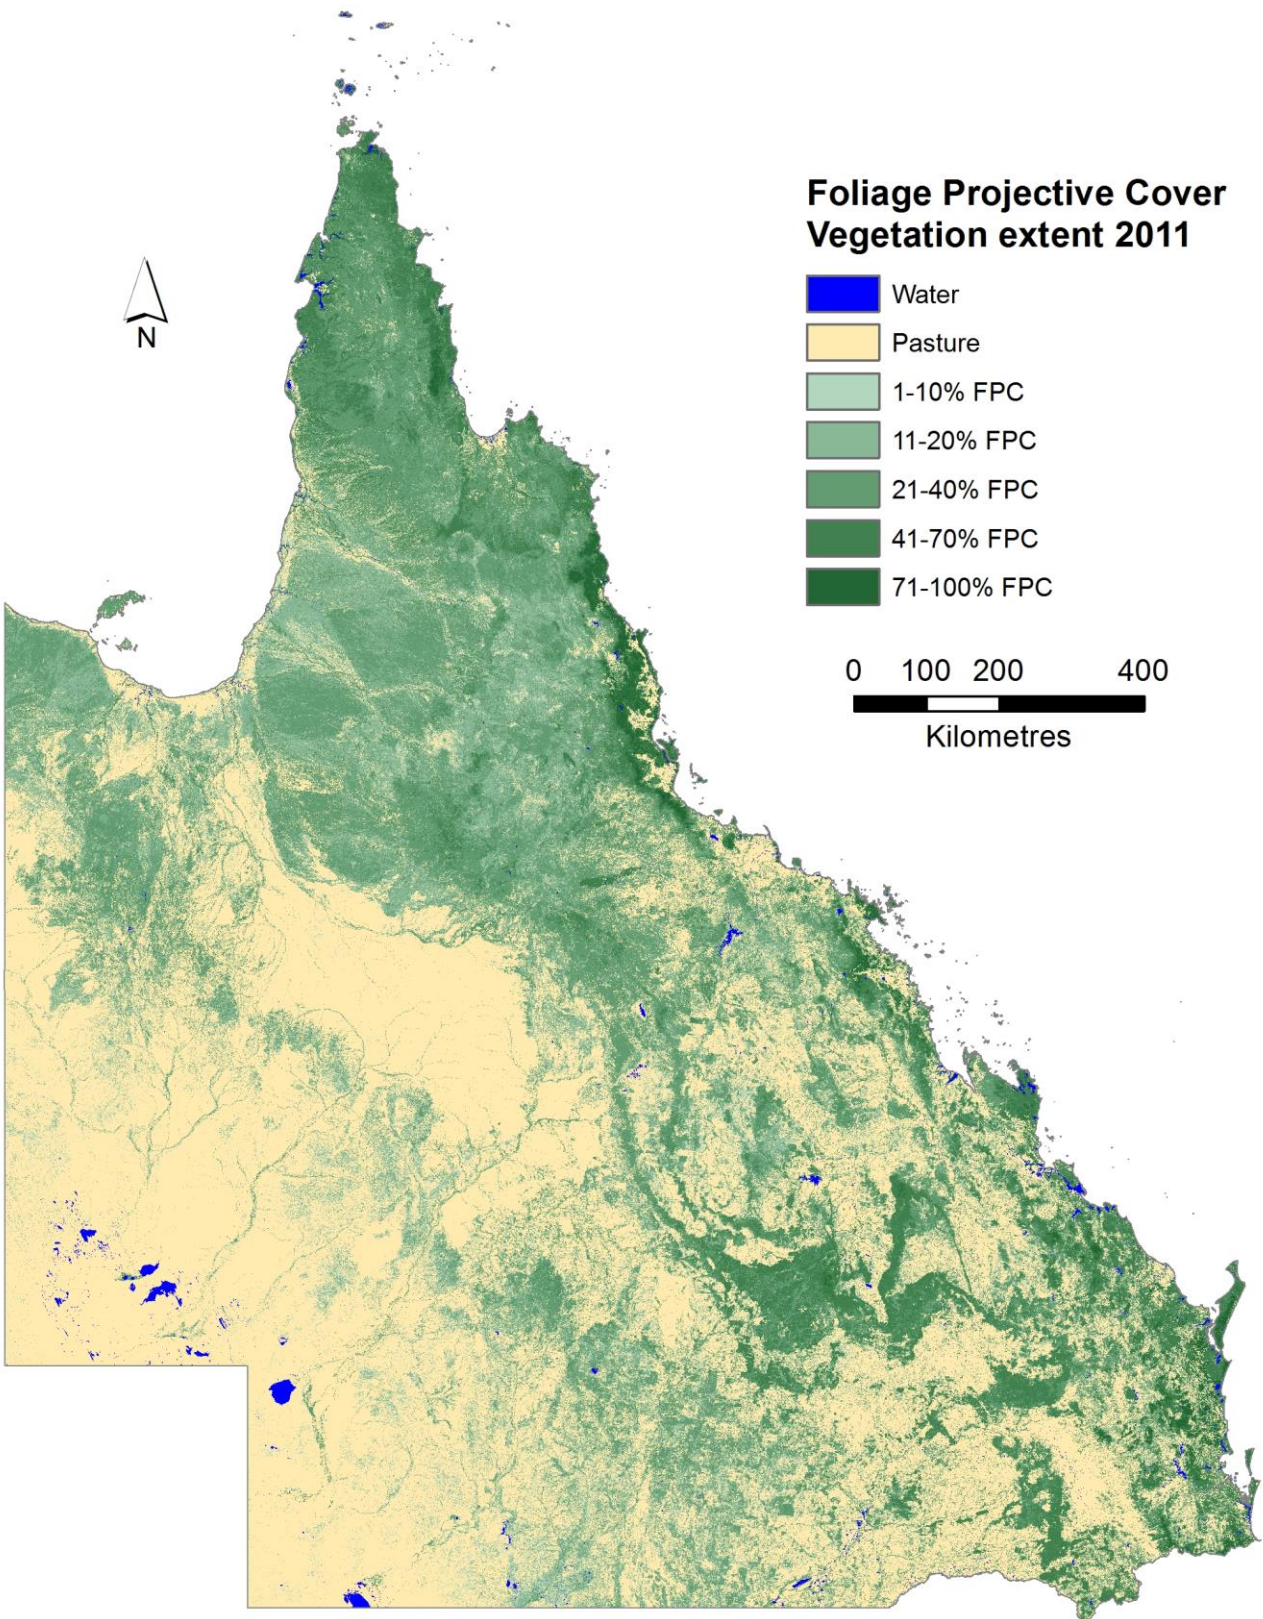 Foliage Projective Cover
Vegetation extent 2011
Water
Pasture
1-10% FPC
11-20% FPC
21-40% FPC
41-70% FPC
71-100% FPC
N
0 100 200 400
Kilometres